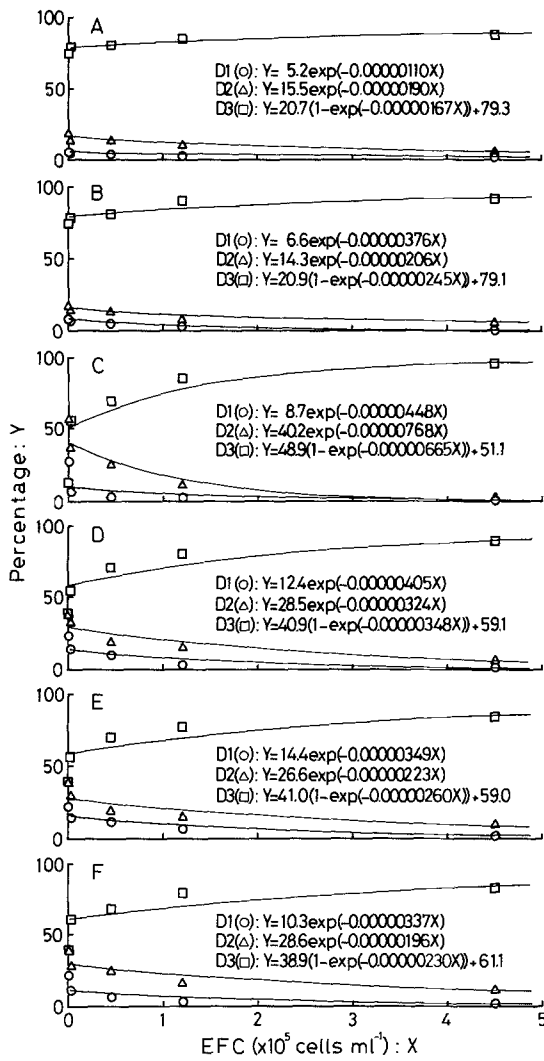 100
A
50
0
D1(○): Y= 5.2exp(-0.00000110X)
D2(△): Y=15.5exp(-0.00000190X)
D3(□): Y=20.7(1-exp(-0.00000167X))+79.3
100
B
50
0
D1(○): Y= 6.6exp(-0.00000376X)
D2(△): Y=14.3exp(-0.00000206X)
D3(□): Y=20.9(1-exp(-0.00000245X))+79.1
100
C
50
0
D1(○): Y= 8.7exp(-0.00000448X)
D2(△): Y=40.2exp(-0.00000768X)
D3(□): Y=48.9(1-exp(-0.00000665X))+51.1
100
D
50
0
D1(○): Y=12.4exp(-0.00000405X)
D2(△): Y=28.5exp(-0.00000324X)
D3(□): Y=40.9(1-exp(-0.00000348X))+59.1
100
E
50
0
D1(○): Y=14.4exp(-0.00000349X)
D2(△): Y=26.6exp(-0.00000223X)
D3(□): Y=41.0(1-exp(-0.00000260X))+59.0
100
F
50
0
D1(○): Y=10.3exp(-0.00000337X)
D2(△): Y=28.6exp(-0.00000196X)
D3(□): Y=38.9(1-exp(-0.00000230X))+61.1
0 1 2 3 4 5
EFC (x10⁵ cells ml⁻¹) : X
Percentage : Y